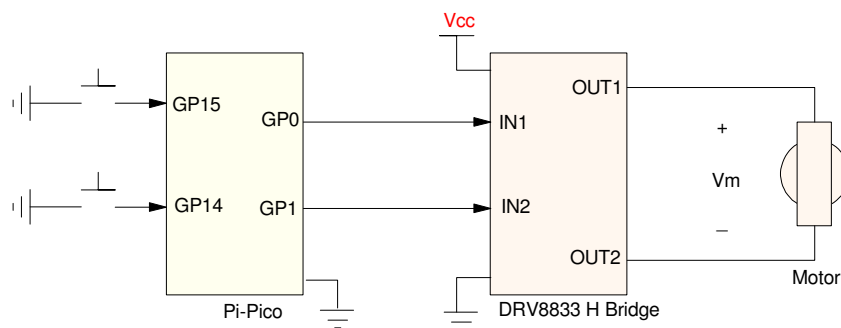 Vcc
GP15
GP0
GP14
GP1
Pi-Pico
IN1
IN2
OUT1
OUT2
DRV8833 H Bridge
+
Vm
–
Motor